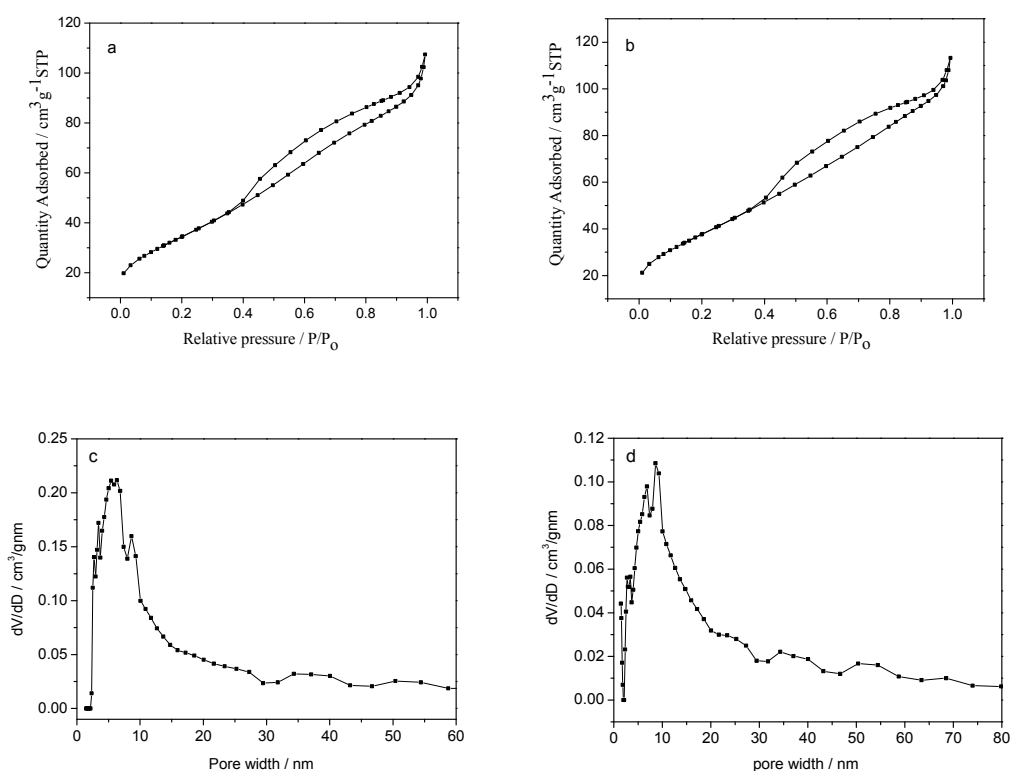 a
120
100
80
60
40
20
Quantity Adsorbed / cm³g⁻¹STP
0.0 0.2 0.4 0.6 0.8 1.0
Relative pressure / P/P₀
b
120
100
80
60
40
20
Quantity Adsorbed / cm³g⁻¹STP
0.0 0.2 0.4 0.6 0.8 1.0
Relative pressure / P/P₀
c
0.25
0.20
0.15
0.10
0.05
0.00
dV/dD / cm³/gnm
0 10 20 30 40 50 60
Pore width / nm
d
0.12
0.10
0.08
0.06
0.04
0.02
0.00
dV/dD / cm³/gnm
0 10 20 30 40 50 60 70 80
pore width / nm